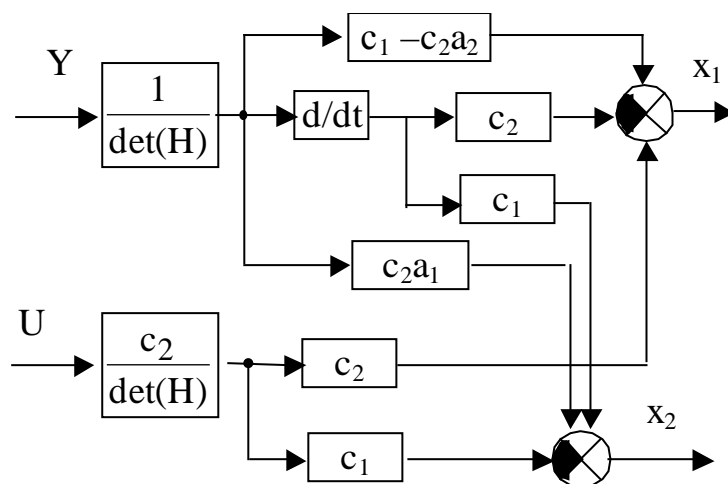 c₁ –c₂a₂
Y
x₁
1
det(H)
d/dt
c₂
c₁
c₂a₁
U
c₂
det(H)
c₂
x₂
c₁